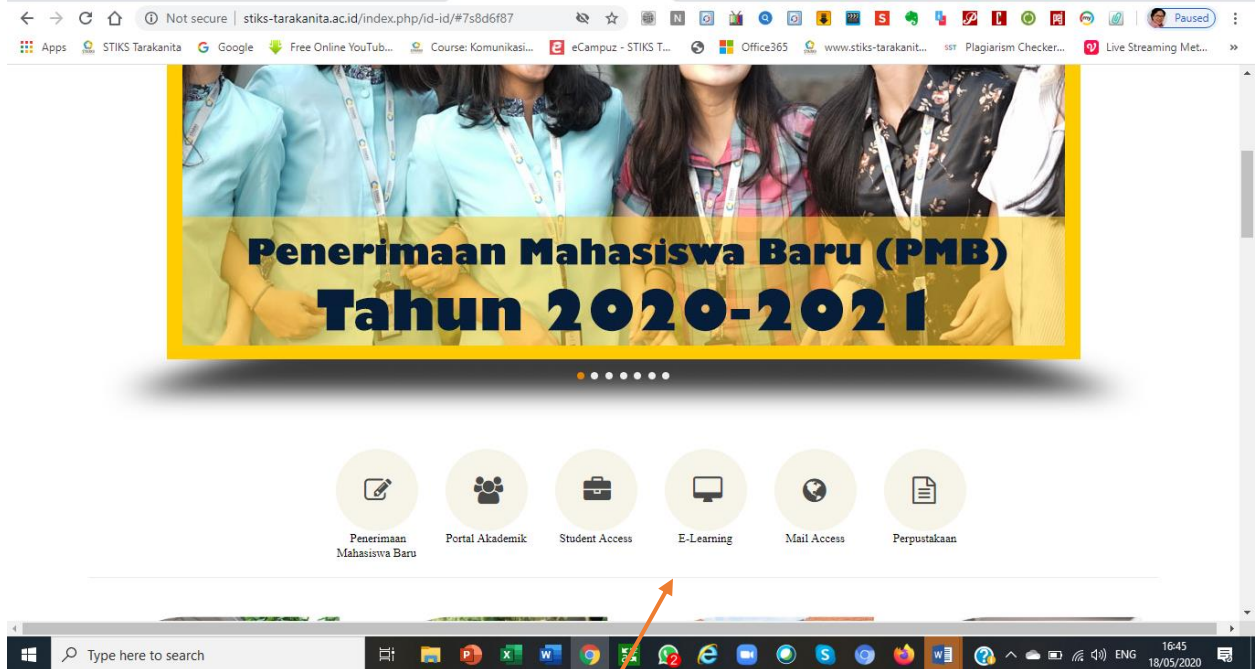 Not secure | stiks-tarakanita.ac.id/index.php/id-id/#7s8d6f87
Paused
Apps STIKS Tarakanita Google Free Online YouTub... Course: Komunikasi... eCampuz - STIKS T... Office365 www.stiks-tarakanit... Plagiarism Checker... Live Streaming Met... »
Penerimaan Mahasiswa Baru (PMB)
Tahun 2020-2021
Penerimaan
Mahasiswa Baru
Portal Akademik
Student Access
E-Learning
Mail Access
Perpustakaan
Type here to search
ENG
16:45
18/05/2020